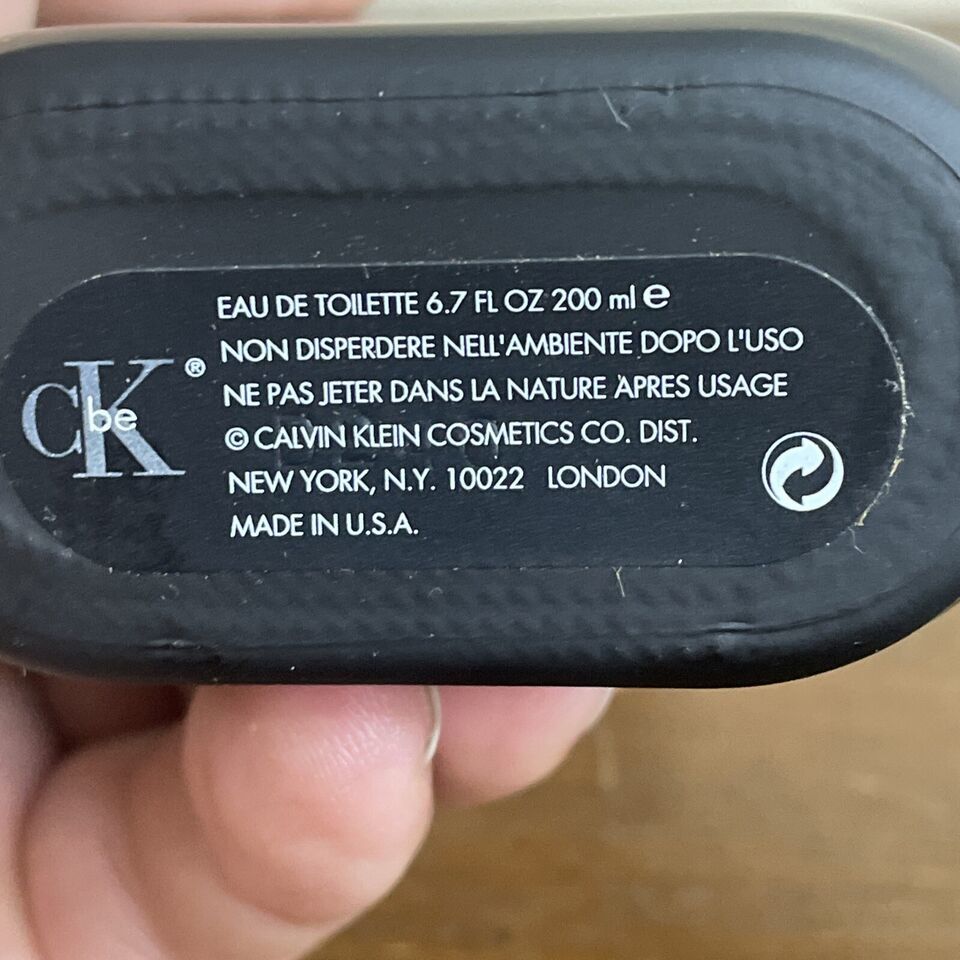 EAU DE TOILETTE 6.7 FL OZ 200 ml e
NON DISPERDERE NELL'AMBIENTE DOPO L'USO
NE PAS JETER DANS LA NATURE APRES USAGE
© CALVIN KLEIN COSMETICS CO. DIST.
NEW YORK, N.Y. 10022 LONDON
MADE IN U.S.A.
cK be ®